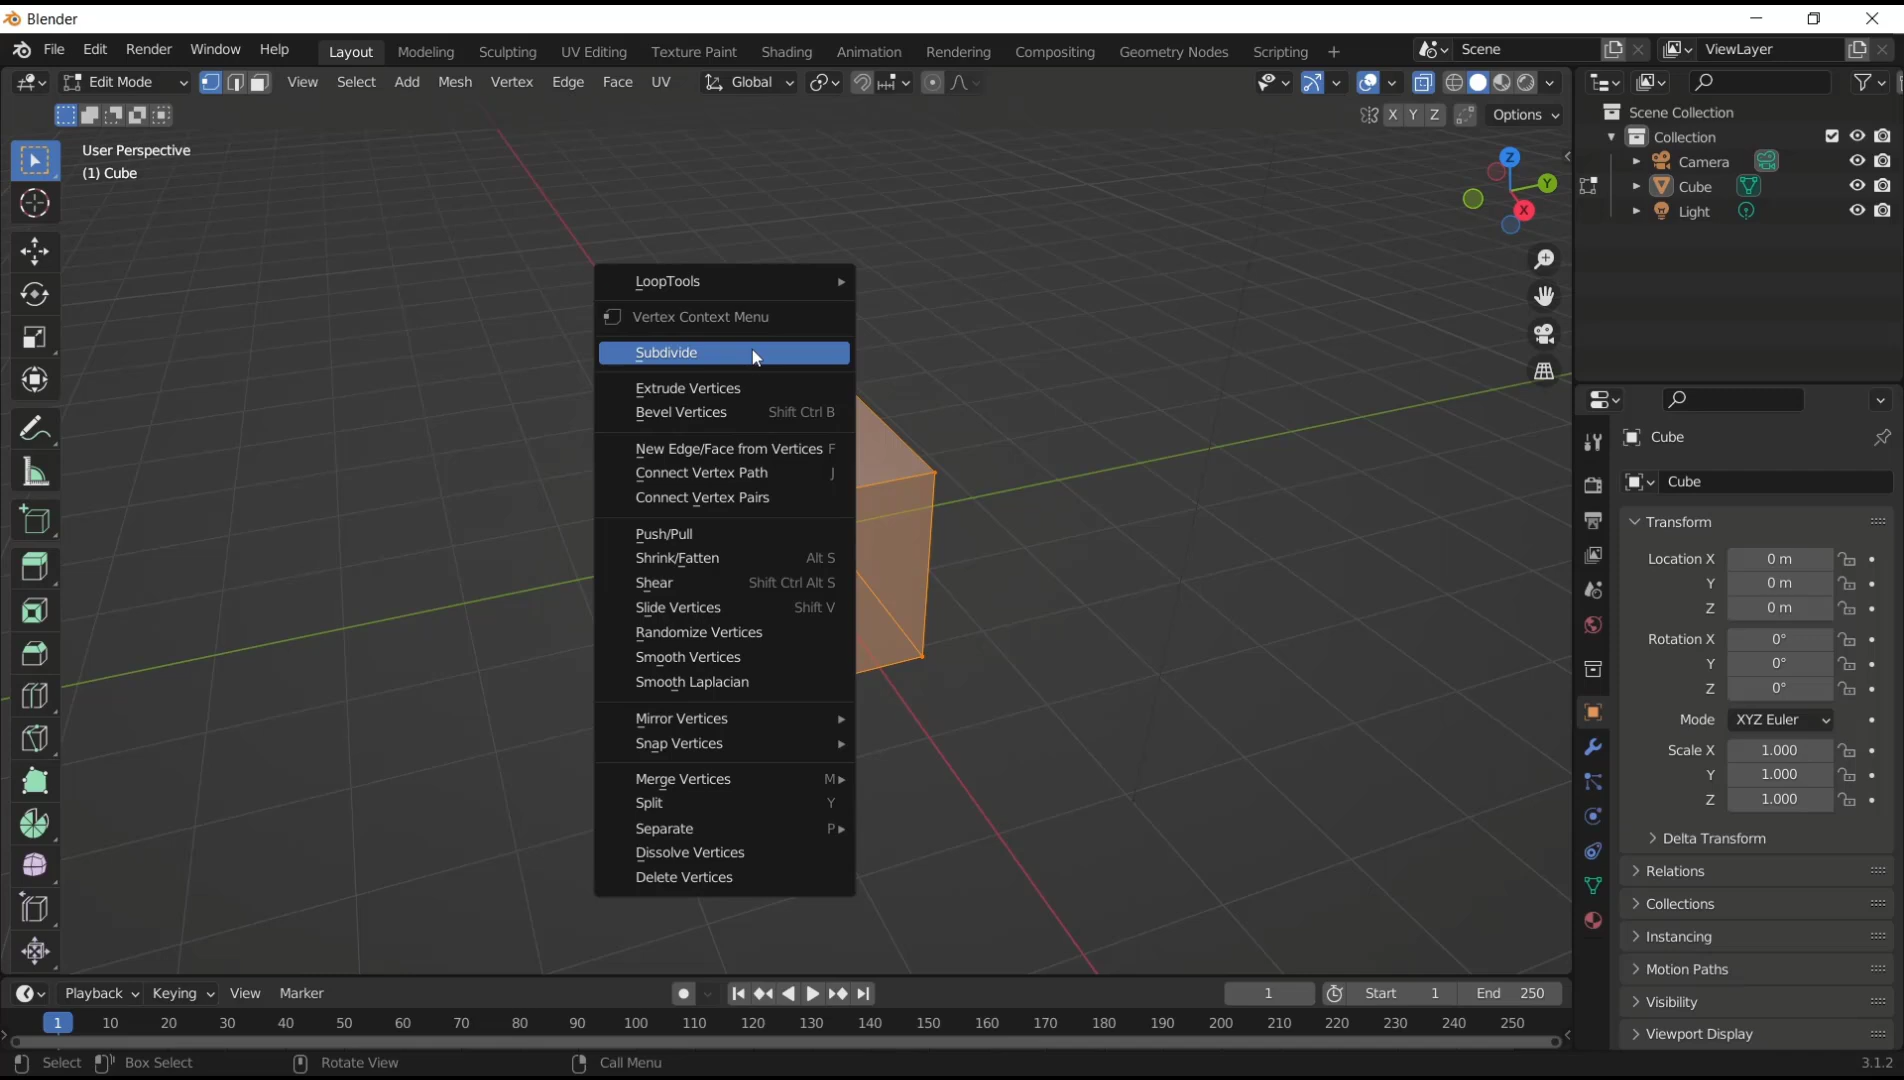 Blender
File Edit Render Window Help Layout Modeling Sculpting UV Editing Texture Paint Shading Animation Rendering Compositing Geometry Nodes Scripting + Scene ViewLayer
Edit Mode View Select Add Mesh Vertex Edge Face UV Global
X Y Z Options
User Perspective
(1) Cube
Z
Y
X
LoopTools
Vertex Context Menu
Subdivide
Extrude Vertices
Bevel Vertices Shift Ctrl B
New Edge/Face from Vertices F
Connect Vertex Path J
Connect Vertex Pairs
Push/Pull
Shrink/Fatten Alt S
Shear Shift Ctrl Alt S
Slide Vertices Shift V
Randomize Vertices
Smooth Vertices
Smooth Laplacian
Mirror Vertices
Snap Vertices
Merge Vertices M
Split Y
Separate P
Dissolve Vertices
Delete Vertices
Scene Collection
Collection
Camera
Cube
Light
Cube
Cube
Transform
Location X 0 m
Y 0 m
Z 0 m
Rotation X 0°
Y 0°
Z 0°
Mode XYZ Euler
Scale X 1.000
Y 1.000
Z 1.000
Delta Transform
Relations
Collections
Instancing
Motion Paths
Visibility
Viewport Display
Playback Keying View Marker 1 Start 1 End 250
1 10 20 30 40 50 60 70 80 90 100 110 120 130 140 150 160 170 180 190 200 210 220 230 240 250
Select Box Select Rotate View Call Menu 3.1.2